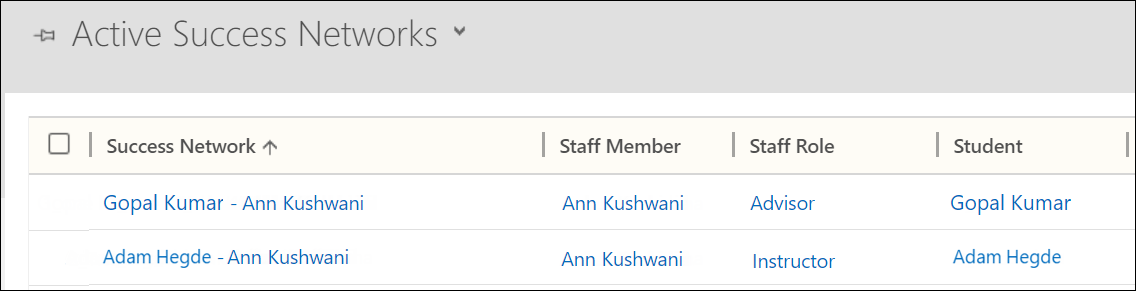 Active Success Networks
Success Network Staff Member Staff Role Student
Gopal Kumar - Ann Kushwani Ann Kushwani Advisor Gopal Kumar
Adam Hegde - Ann Kushwani Ann Kushwani Instructor Adam Hegde